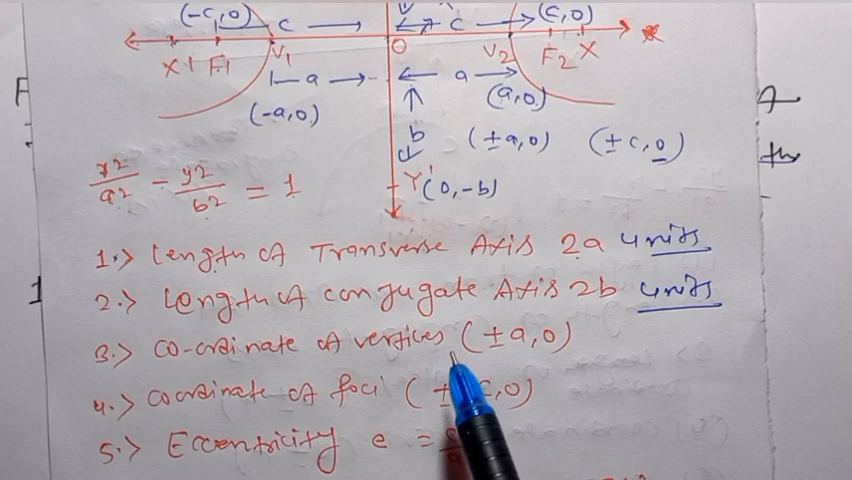 (-c,0) c c (c,0)
X' F1 V1 O V2 F2 X
a a
(-a,0) (a,0)
b (±a,0) (±c,0)
x2/a2 - y2/b2 = 1 Y' (0,-b)
1.> Length of Transverse Axis 2a units
2.> Length of conjugate Axis 2b units
3.> co-ordinate of vertices (±a,0)
4.> coordinate of foci (± c,0)
5.> Eccentricity e = c/a